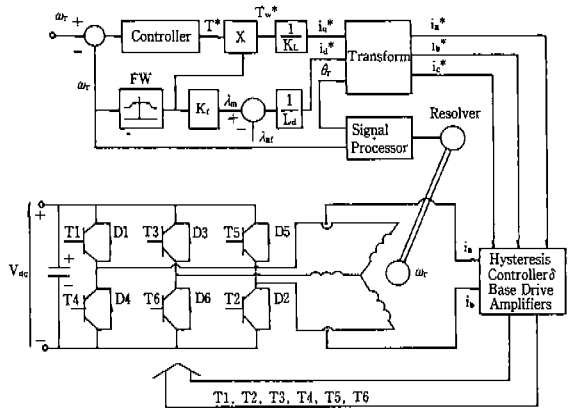 ωr* + −
Controller
T*
X
Tw*
1/KL
iq*
id*
θr
Transform
ia*
ib*
ic*
ωr
FW
Kf
λm
+ −
λaf
1/Ld
Signal Processor
Resolver
+
Vdc
−
+
−
T1 D1 T3 D3 T5 D5
T4 D4 T6 D6 T2 D2
ωr
ia
ib
Hysteresis
Controllerδ
Base Drive
Amplifiers
T1, T2, T3, T4, T5, T6